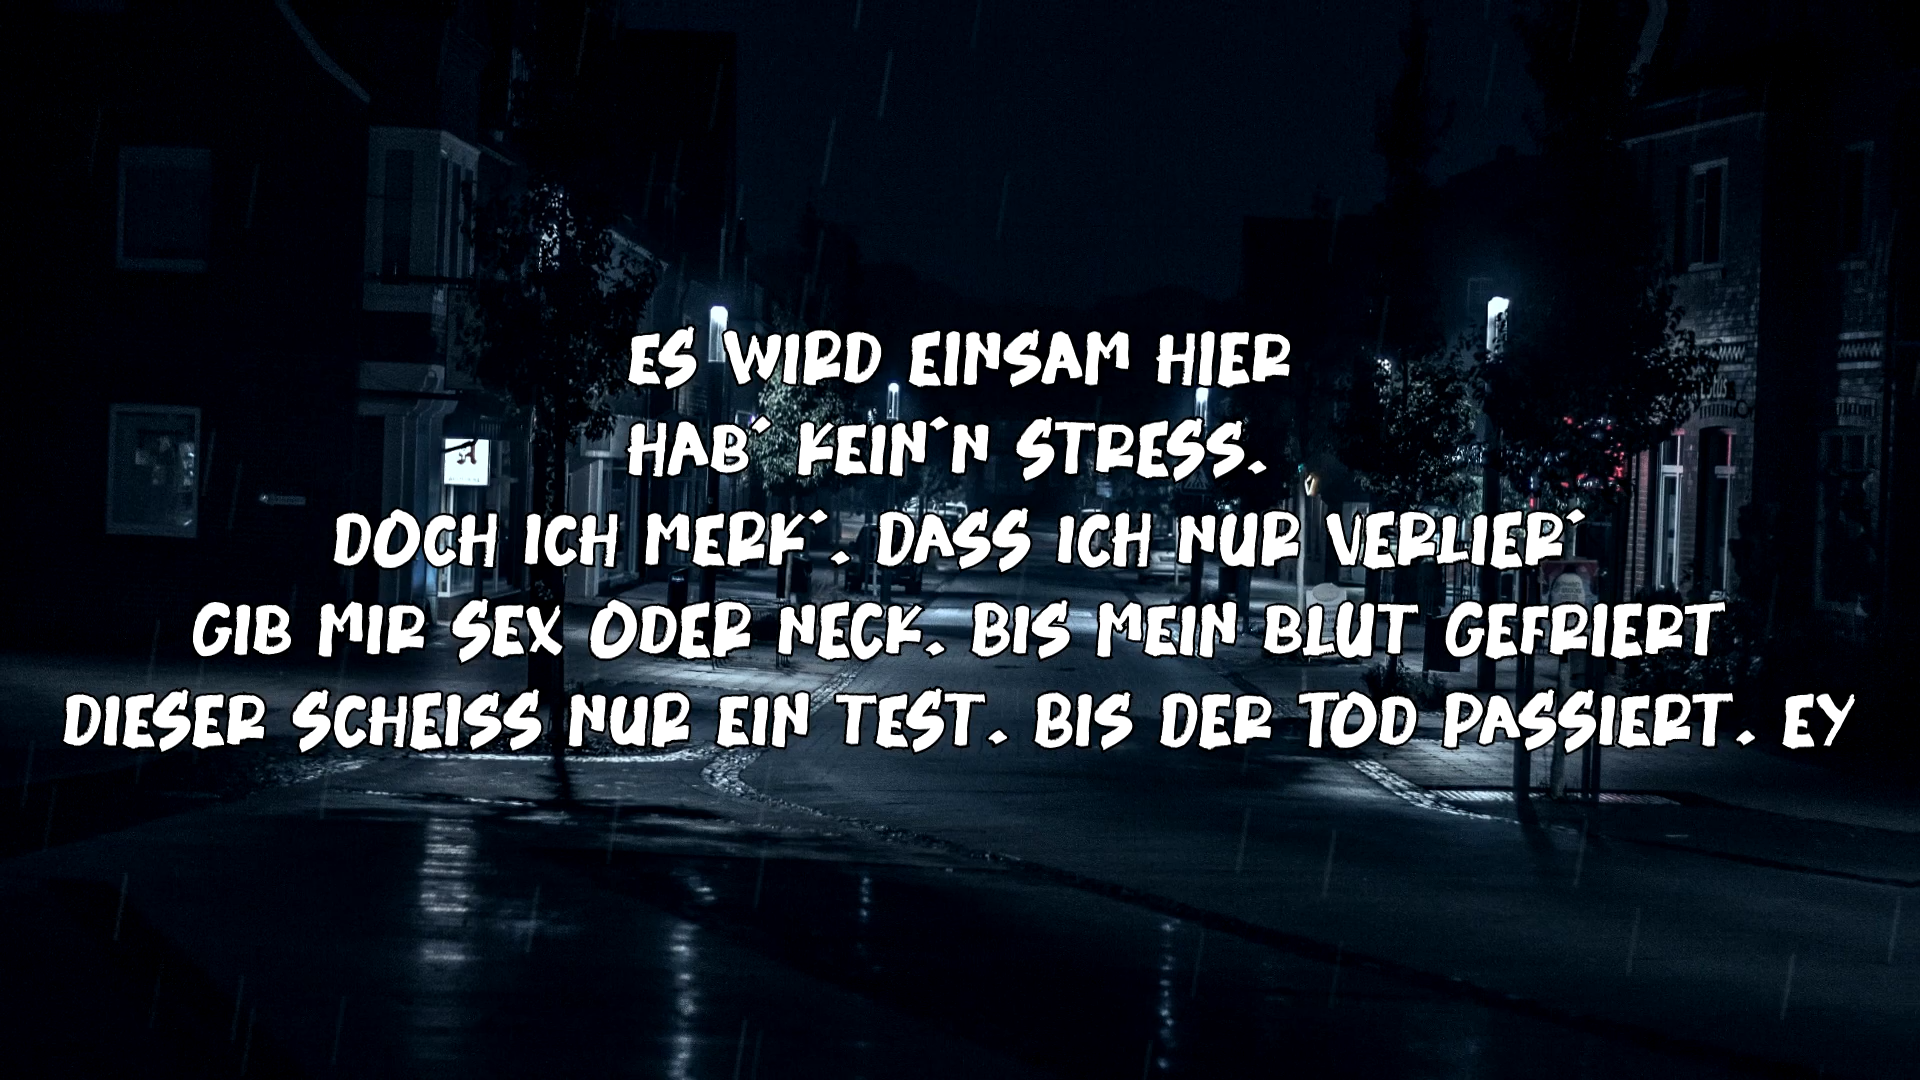 ES WIRD EINSAM HIER
HAB' KEIN'N STRESS.
DOCH ICH MERK', DASS ICH NUR VERLIER'
GIB MIR SEX ODER NECK, BIS MEIN BLUT GEFRIERT
DIESER SCHEISS NUR EIN TEST, BIS DER TOD PASSIERT, EY